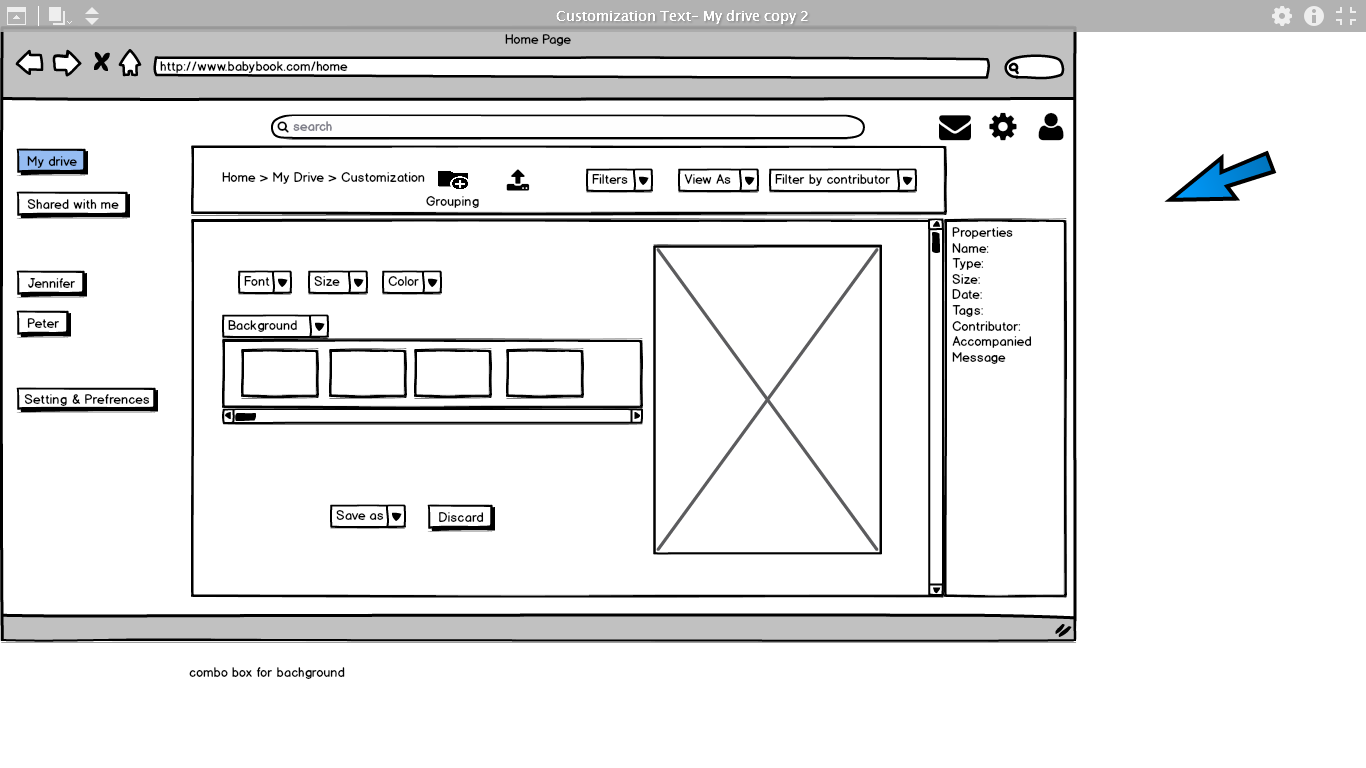 Customization Text- My drive copy 2
Home Page
http://www.babybook.com/home
search
My drive
Shared with me
Jennifer
Peter
Setting & Prefrences
Home > My Drive > Customization
Grouping
Filters
View As
Filter by contributor
Font
Size
Color
Background
Save as
Discard
Properties
Name:
Type:
Size:
Date:
Tags:
Contributor:
Accompanied
Message
combo box for bachground